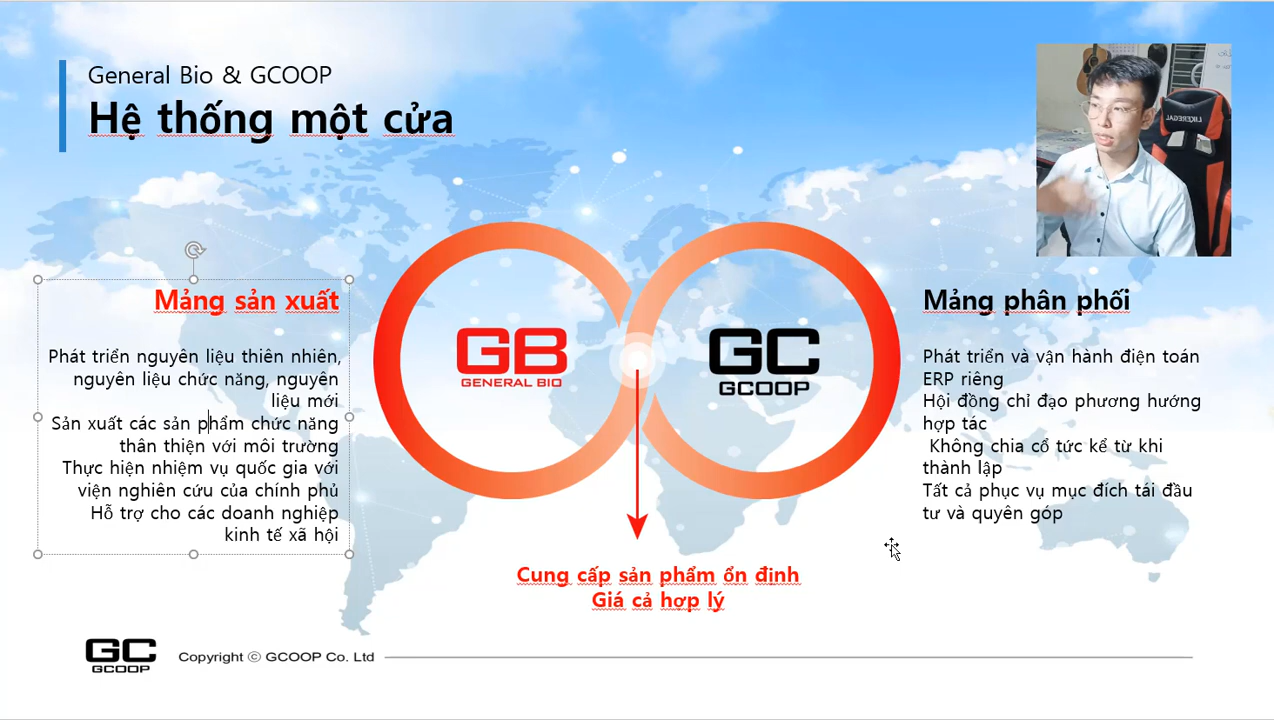 General Bio & GCOOP
Hệ thống một cửa
Mảng sản xuất
Phát triển nguyên liệu thiên nhiên,
nguyên liệu chức năng, nguyên
liệu mới
Sản xuất các sản phẩm chức năng
thân thiện với môi trường
Thực hiện nhiệm vụ quốc gia với
viện nghiên cứu của chính phủ
Hỗ trợ cho các doanh nghiệp
kinh tế xã hội
GB
GENERAL BIO
GC
GCOOP
Mảng phân phối
Phát triển và vận hành điện toán
ERP riêng
Hội đồng chỉ đạo phương hướng
hợp tác
Không chia cổ tức kể từ khi
thành lập
Tất cả phục vụ mục đích tái đầu
tư và quyên góp
Cung cấp sản phẩm ổn định
Giá cả hợp lý
GC
GCOOP
Copyright ⓒ GCOOP Co. Ltd